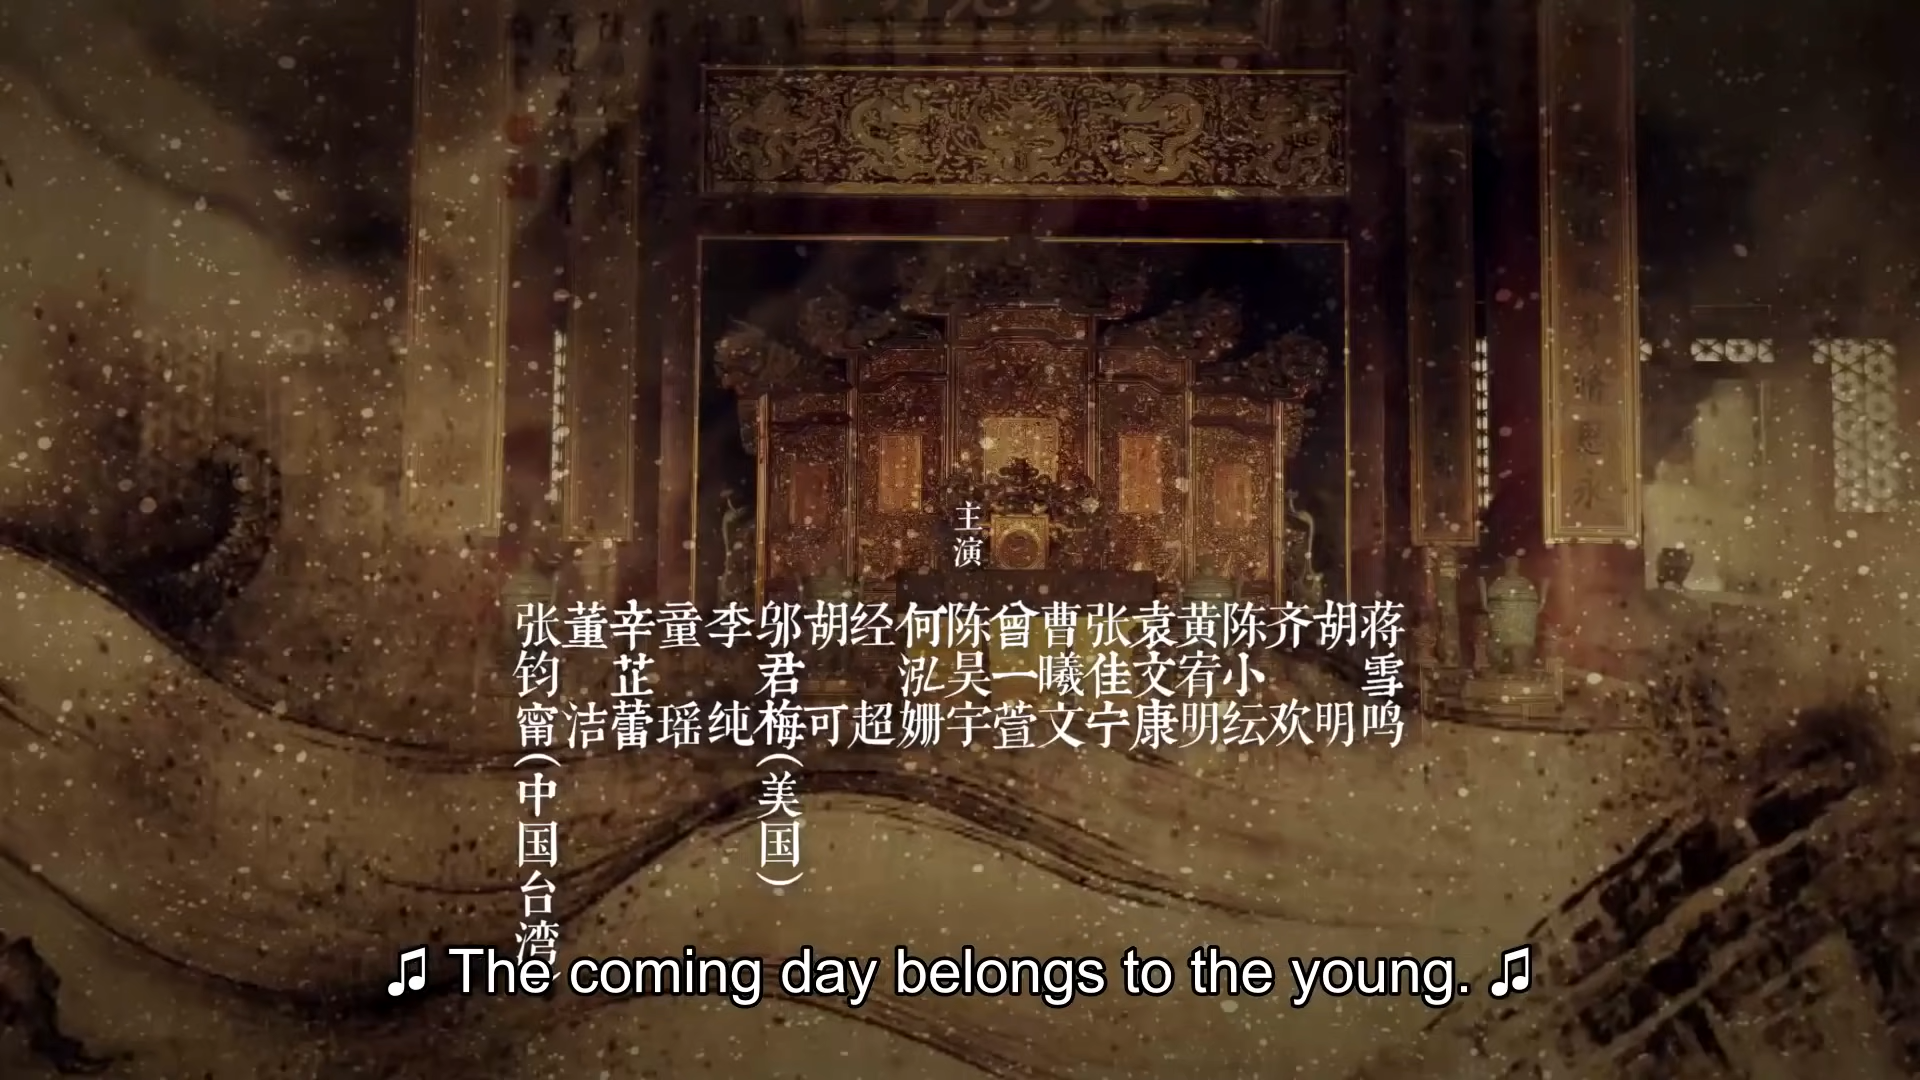 主演
张钧甯(中国台湾
董洁
辛芷蕾
童瑶
李纯
邬君梅(美国)
胡可
经超
何泓姗
陈昊宇
曾一萱
曹曦文
张佳宁
袁文康
黄宥明
陈小纭
齐欢
胡明
蒋雪鸣
♫ The coming day belongs to the young. ♫